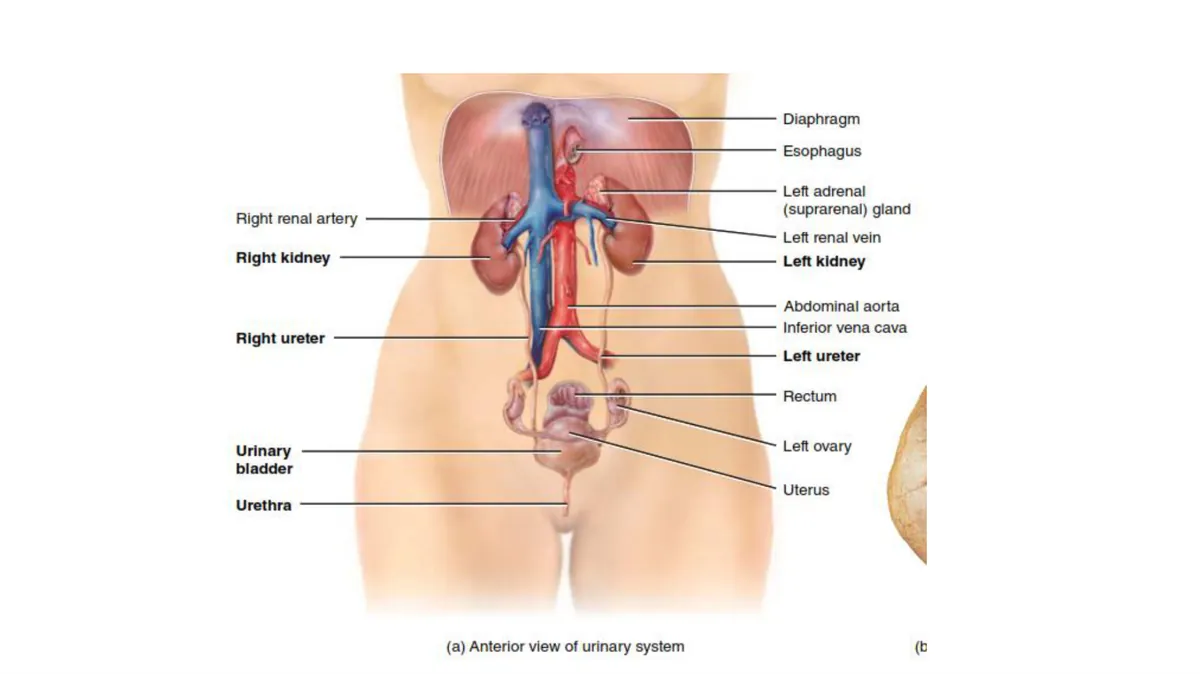 Diaphragm
Esophagus
Left adrenal
(suprarenal) gland
Right renal artery
Left renal vein
Right kidney
Left kidney
Abdominal aorta
Inferior vena cava
Right ureter
Left ureter
Rectum
Left ovary
Urinary
bladder
Uterus
Urethra
(a) Anterior view of urinary system
(b